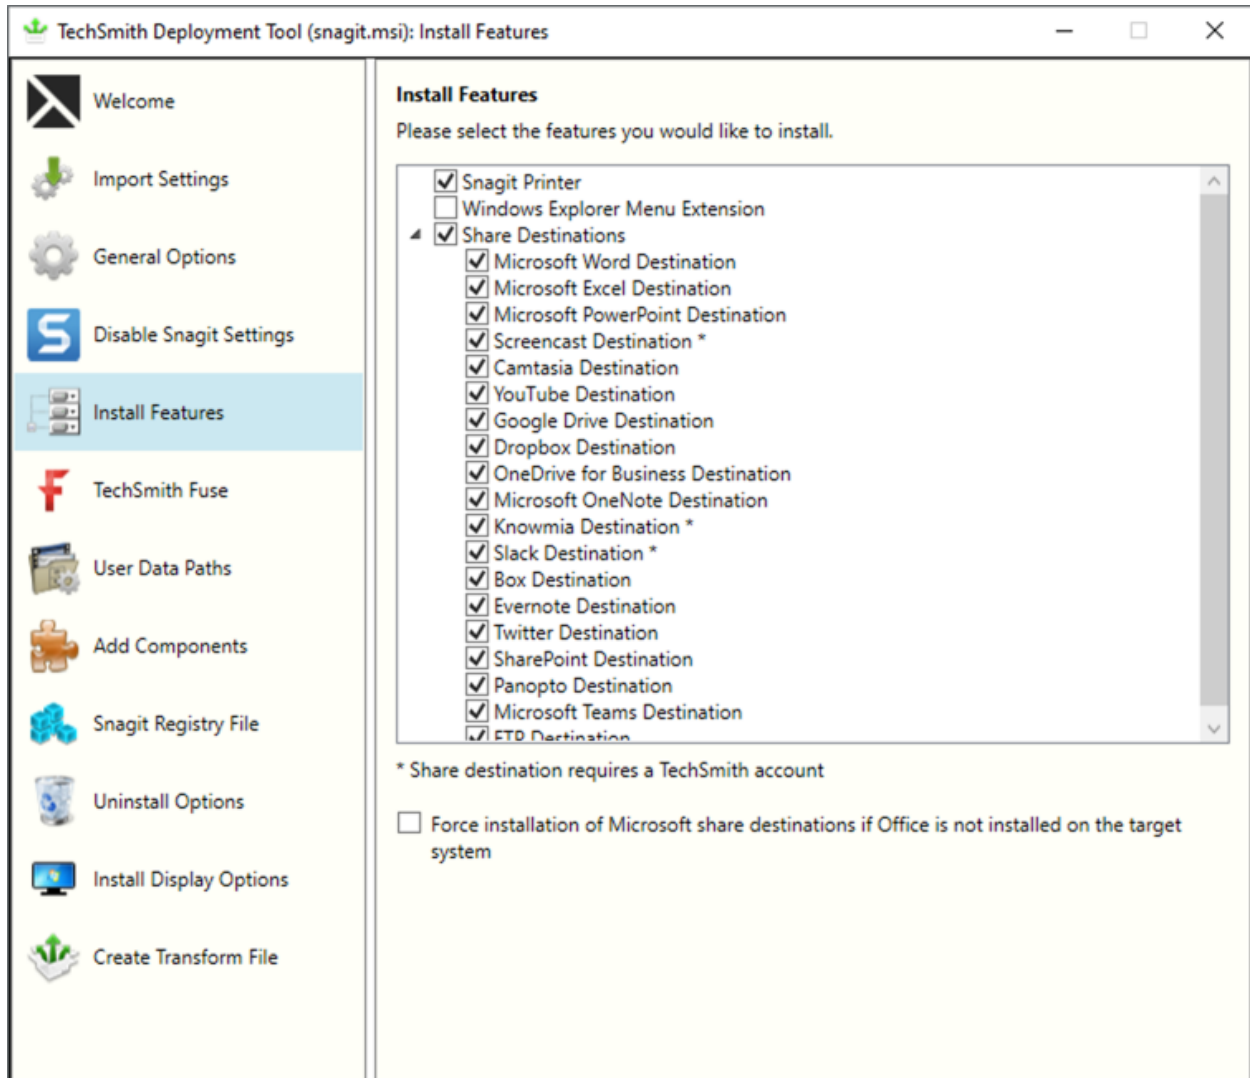 TechSmith Deployment Tool (snagit.msi): Install Features
Welcome
Import Settings
General Options
Disable Snagit Settings
Install Features
TechSmith Fuse
User Data Paths
Add Components
Snagit Registry File
Uninstall Options
Install Display Options
Create Transform File
Install Features
Please select the features you would like to install.
Snagit Printer
Windows Explorer Menu Extension
Share Destinations
Microsoft Word Destination
Microsoft Excel Destination
Microsoft PowerPoint Destination
Screencast Destination *
Camtasia Destination
YouTube Destination
Google Drive Destination
Dropbox Destination
OneDrive for Business Destination
Microsoft OneNote Destination
Knowmia Destination *
Slack Destination *
Box Destination
Evernote Destination
Twitter Destination
SharePoint Destination
Panopto Destination
Microsoft Teams Destination
FTP Destination
* Share destination requires a TechSmith account
Force installation of Microsoft share destinations if Office is not installed on the target
system